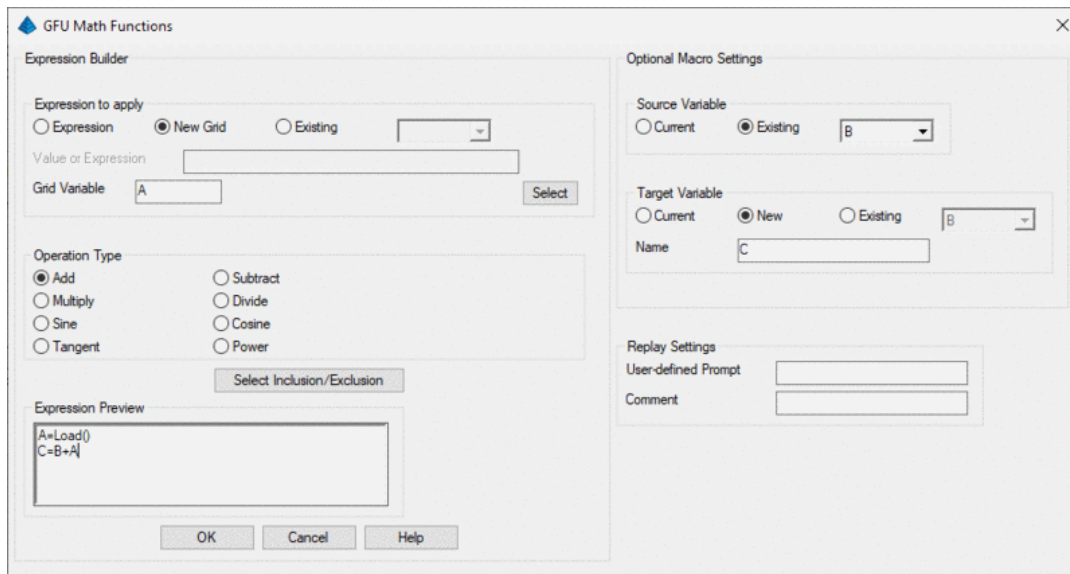 GFU Math Functions
Expression Builder
Expression to apply
Expression New Grid Existing
Value or Expression
Grid Variable A Select
Operation Type
Add Subtract
Multiply Divide
Sine Cosine
Tangent Power
Select Inclusion/Exclusion
Expression Preview
A=Load()
C=B+A
OK Cancel Help
Optional Macro Settings
Source Variable
Current Existing B
Target Variable
Current New Existing B
Name C
Replay Settings
User-defined Prompt
Comment